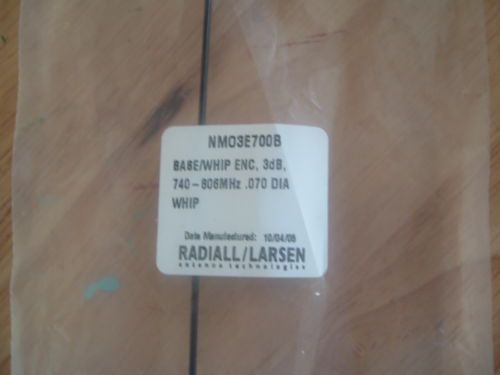 NMO3E700B
BASE/WHIP ENC, 3dB,
740-806MHz .070 DIA
WHIP
Date Manufactured: 10/04/06
RADIALL/LARSEN
antenna technologies